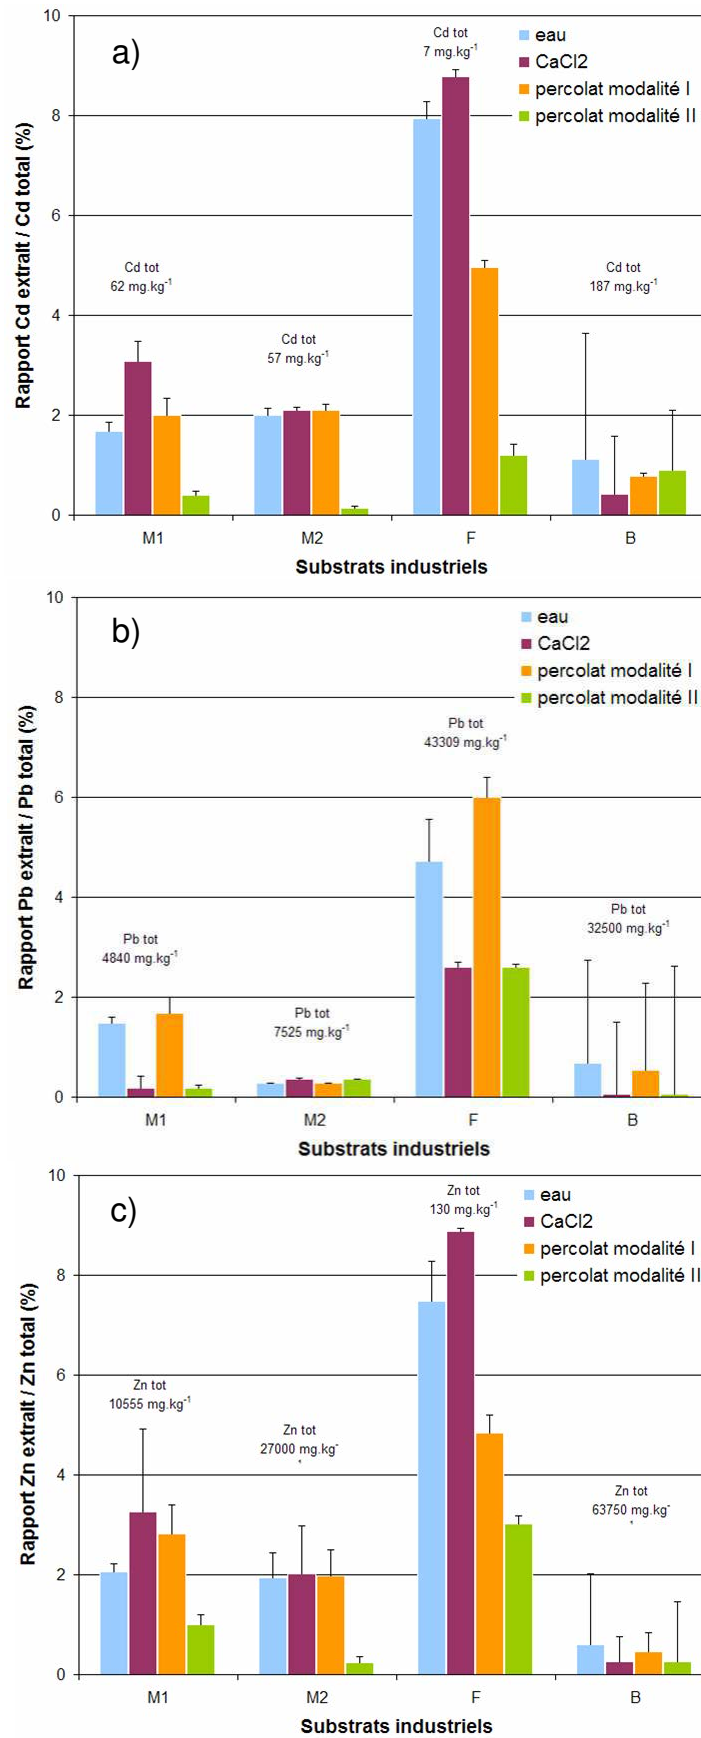 a)
Rapport Cd extrait / Cd total (%)
10
8
6
4
2
0
eau
CaCl2
percolat modalité I
percolat modalité II
Cd tot
62 mg.kg-1
Cd tot
57 mg.kg-1
Cd tot
7 mg.kg-1
Cd tot
187 mg.kg-1
M1 M2 F B
Substrats industriels
b)
Rapport Pb extrait / Pb total (%)
10
8
6
4
2
0
eau
CaCl2
percolat modalité I
percolat modalité II
Pb tot
4840 mg.kg-1
Pb tot
7525 mg.kg-1
Pb tot
43309 mg.kg-1
Pb tot
32500 mg.kg-1
M1 M2 F B
Substrats industriels
c)
Rapport Zn extrait / Zn total (%)
10
8
6
4
2
0
eau
CaCl2
percolat modalité I
percolat modalité II
Zn tot
10555 mg.kg-1
Zn tot
27000 mg.kg-
1
Zn tot
130 mg.kg-1
Zn tot
63750 mg.kg-
1
M1 M2 F B
Substrats industriels